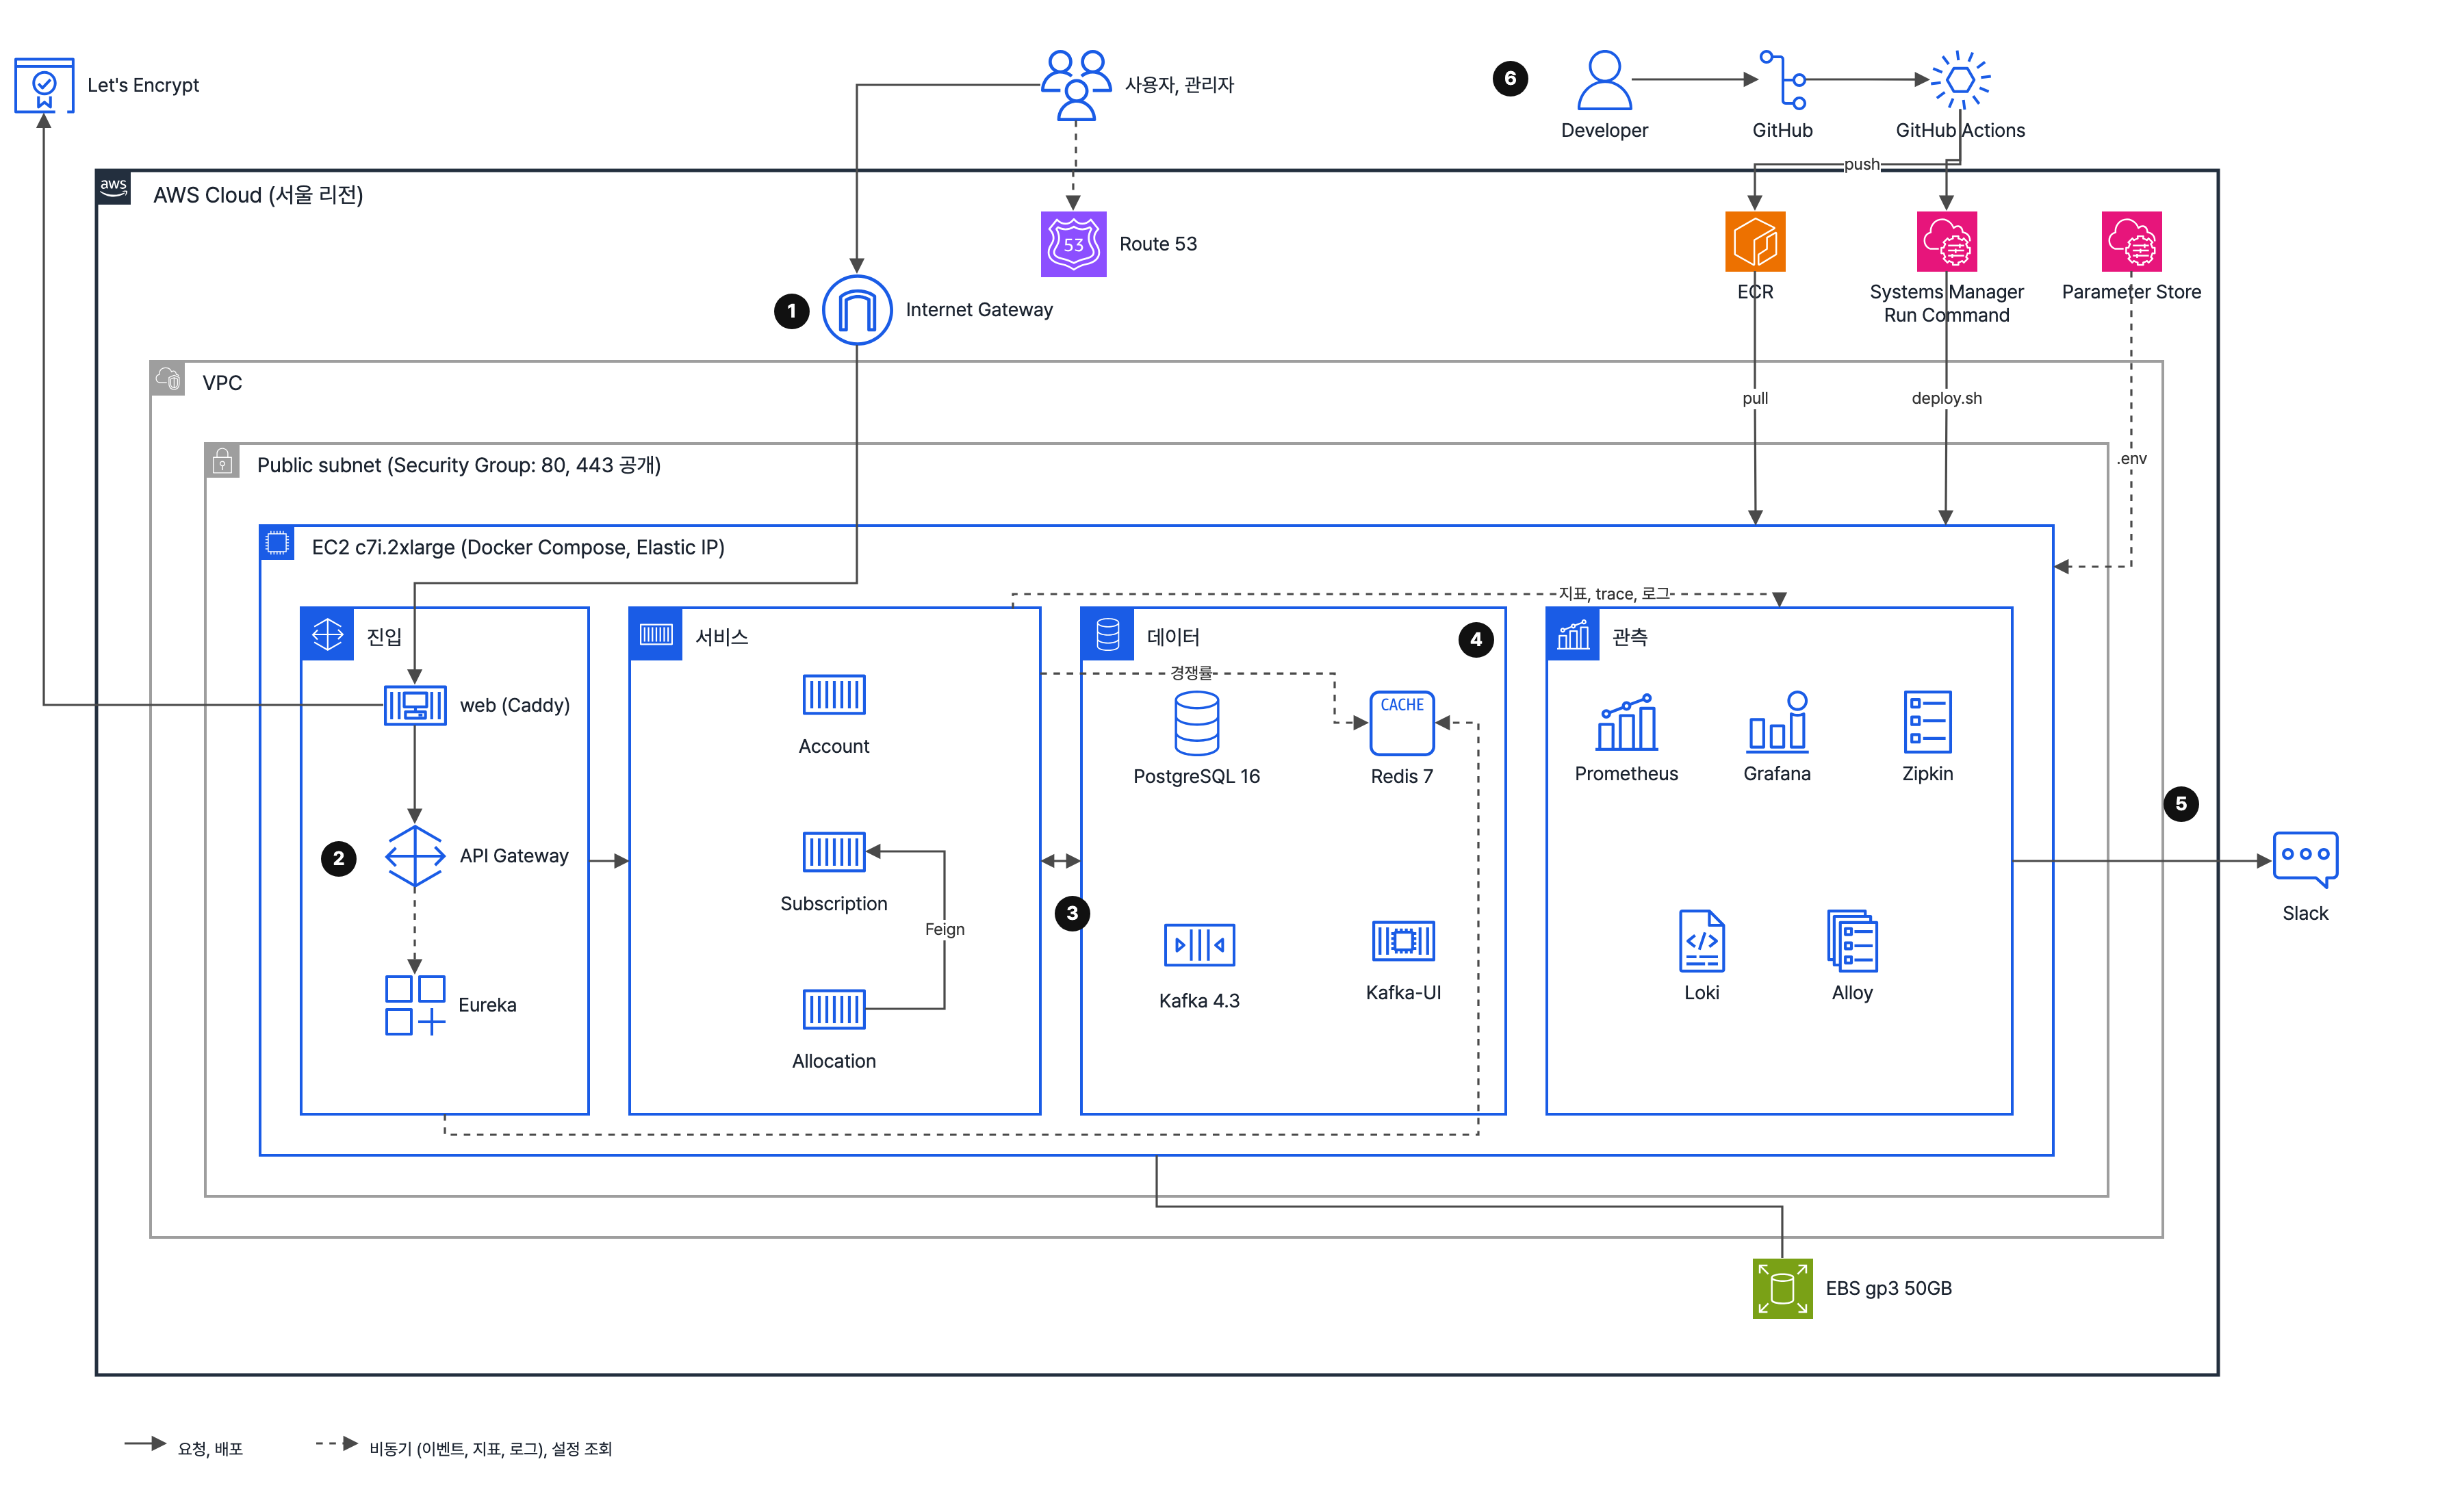 Let's Encrypt
사용자, 관리자
6
Developer
GitHub
GitHub Actions
push
aws
AWS Cloud (서울 리전)
53
Route 53
1
Internet Gateway
ECR
Systems Manager
Run Command
Parameter Store
VPC
pull
deploy.sh
.env
Public subnet (Security Group: 80, 443 공개)
EC2 c7i.2xlarge (Docker Compose, Elastic IP)
지표, trace, 로그
진입
서비스
데이터
4
관측
경쟁률
web (Caddy)
Account
PostgreSQL 16
CACHE
Redis 7
Prometheus
Grafana
Zipkin
5
2
API Gateway
Subscription
Feign
3
Slack
Eureka
Allocation
Kafka 4.3
Kafka-UI
Loki
Alloy
EBS gp3 50GB
요청, 배포
비동기 (이벤트, 지표, 로그), 설정 조회